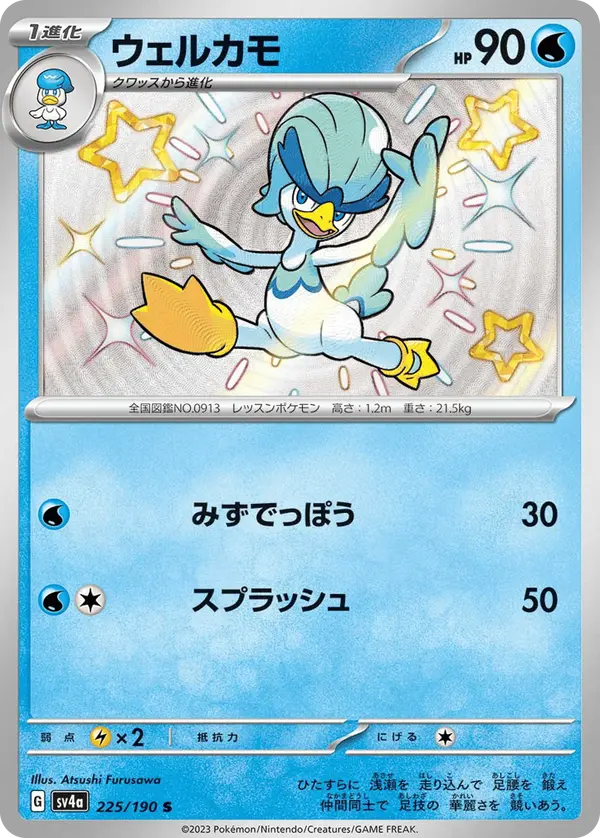 1進化 ウェルカモ HP 90
クワッスから進化
全国図鑑NO.0913 レッスンポケモン 高さ:1.2m 重さ:21.5kg
みずでっぽう 30
スプラッシュ 50
弱点 ×2 抵抗力 にげる
Illus. Atsushi Furusawa
G sv4a 225/190 S
ひたすらに 浅瀬を 走り込んで 足腰を 鍛え
仲間同士で 足技の 華麗さを 競いあう。
©2023 Pokémon/Nintendo/Creatures/GAME FREAK.